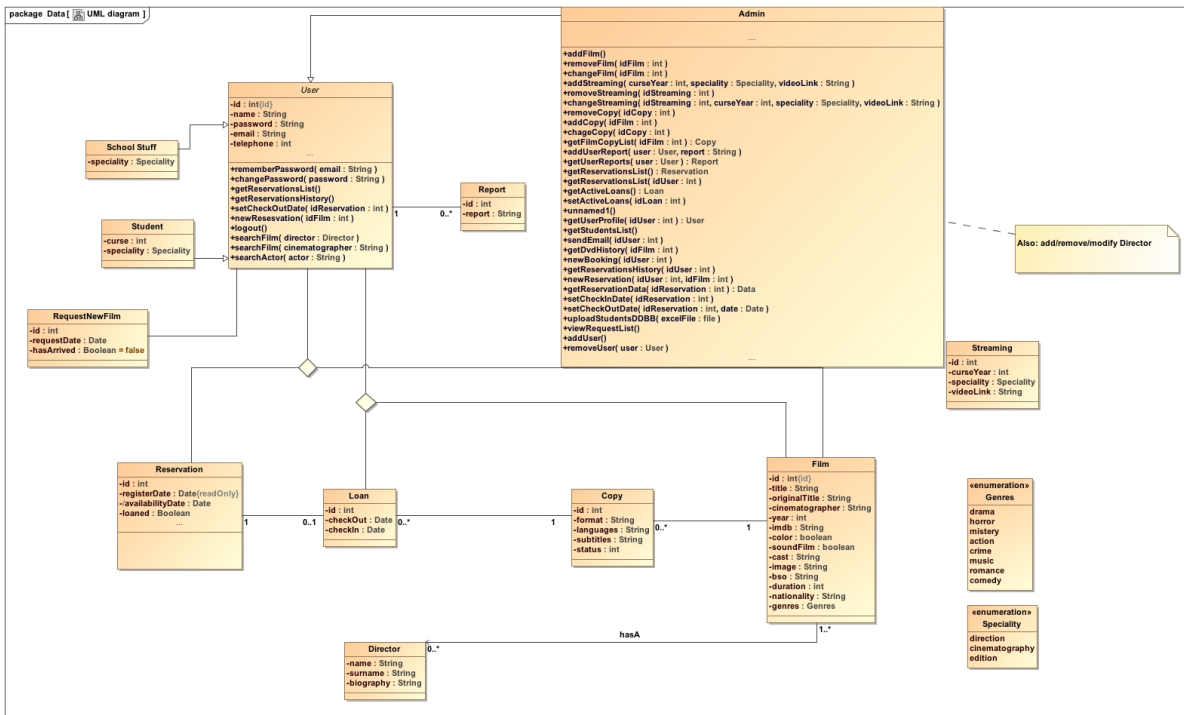 package Data [ UML diagram ]
Admin
...
+addFilm()
+removeFilm( idFilm : int )
+changeFilm( idFilm : int )
+addStreaming( curseYear : int, speciality : Speciality, videoLink : String )
+removeStreaming( idStreaming : int )
+changeStreaming( idStreaming : int, curseYear : int, speciality : Speciality, videoLink : String )
+removeCopy( idCopy : int )
+addCopy( idFilm : int )
+chageCopy( idCopy : int )
+getFilmCopyList( idFilm : int ) : Copy
+addUserReport( user : User, report : String )
+getUserReports( user : User ) : Report
+getReservationsList() : Reservation
+getReservationsList( idUser : int )
+getActiveLoans() : Loan
+setActiveLoans( idLoan : int )
+unnamed1()
+getUserProfile( idUser : int ) : User
+getStudentsList()
+sendEmail( idUser : int )
+getDvdHistory( idFilm : int )
+newBooking( idUser : int )
+getReservationsHistory( idUser : int )
+newReservation( idUser : int, idFilm : int )
+getReservationData( idReservation : int ) : Data
+setCheckInDate( idReservation : int )
+setCheckOutDate( idReservation : int, date : Date )
+uploadStudentsDDBB( excelFile : file )
+viewRequestList()
+addUser()
+removeUser( user : User )
...
User
-id : int{id}
-name : String
-password : String
-email : String
-telephone : int
...
+rememberPassword( email : String )
+changePassword( password : String )
+getReservationsList()
+getReservationsHistory()
+setCheckOutDate( idReservation : int )
+newReservation( idFilm : int )
+logout()
+searchFilm( director : Director )
+searchFilm( cinematographer : String )
+searchActor( actor : String )
School Stuff
-speciality : Speciality
Student
-curse : int
-speciality : Speciality
Report
-id : int
-report : String
1
0..*
Also: add/remove/modify Director
RequestNewFilm
-id : int
-requestDate : Date
-hasArrived : Boolean = false
Streaming
-id : int
-curseYear : int
-speciality : Speciality
-videoLink : String
Reservation
-id : int
-registerDate : Date{readOnly}
-/availabilityDate : Date
-loaned : Boolean
...
1
0..1
Loan
-id : int
-checkOut : Date
-checkIn : Date
0..*
1
Copy
-id : int
-format : String
-languages : String
-subtitles : String
-status : int
0..*
1
Film
-id : int{id}
-title : String
-originalTitle : String
-cinematographer : String
-year : int
-imdb : String
-color : boolean
-soundFilm : boolean
-cast : String
-image : String
-bso : String
-duration : int
-nationality : String
-genres : Genres
«enumeration»
Genres
drama
horror
mistery
action
crime
music
romance
comedy
«enumeration»
Speciality
direction
cinematography
edition
1..*
hasA
0..*
Director
-name : String
-surname : String
-biography : String